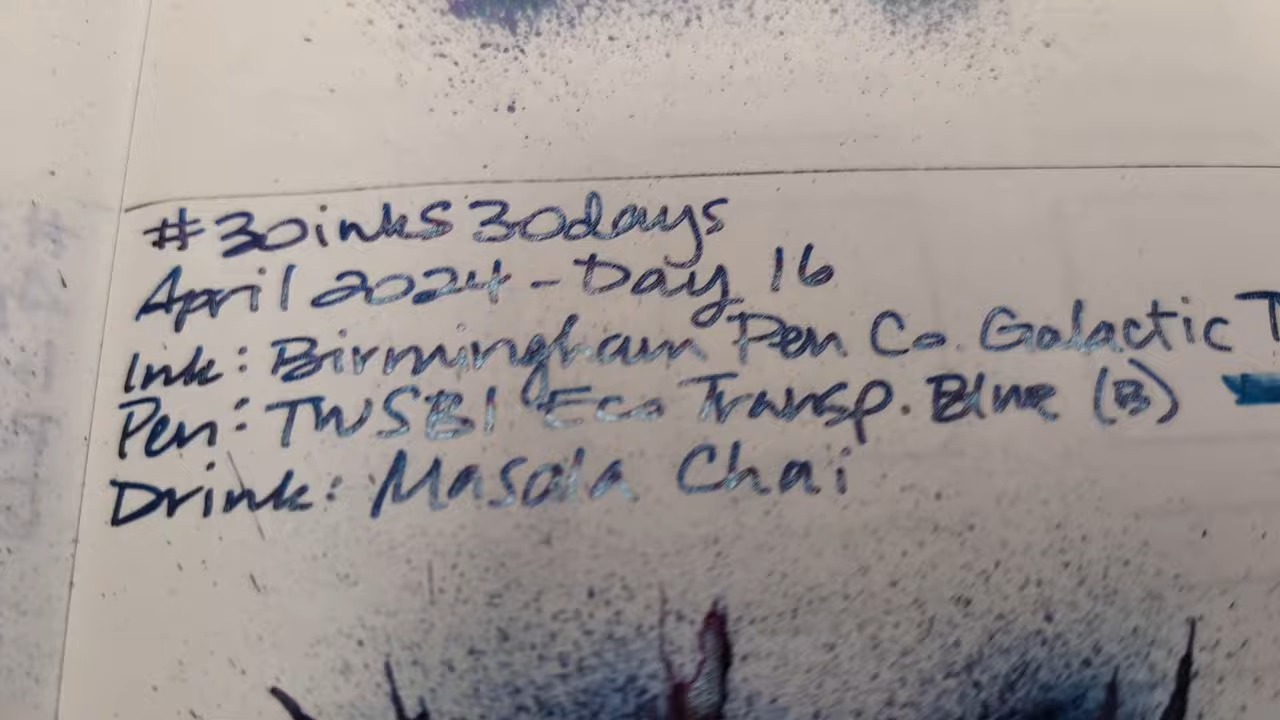 #30inks30days
April 2024 - Day 16
Ink: Birmingham Pen Co. Galactic T
Pen: TWSBI Eco Transp. Blue (B)
Drink: Masala Chai